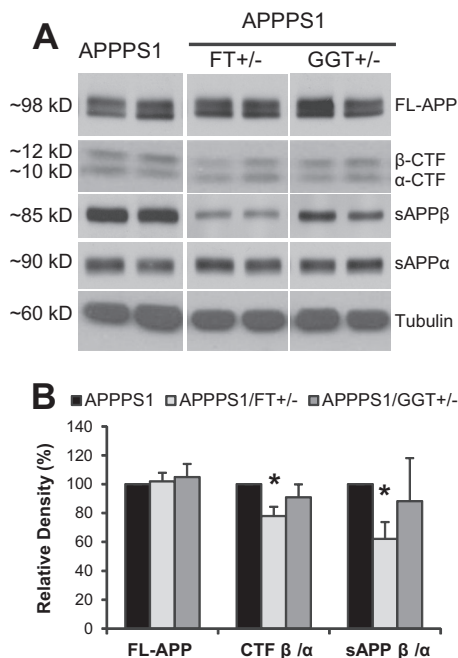 A
APPPS1
APPPS1
FT+/-
GGT+/-
~98 kD
FL-APP
~12 kD
β-CTF
~10 kD
α-CTF
~85 kD
sAPPβ
~90 kD
sAPPα
~60 kD
Tubulin
B
APPPS1 APPPS1/FT+/- APPPS1/GGT+/-
Relative Density (%)
140
120
100
80
60
40
20
0
*
*
FL-APP CTF β /α sAPP β /α